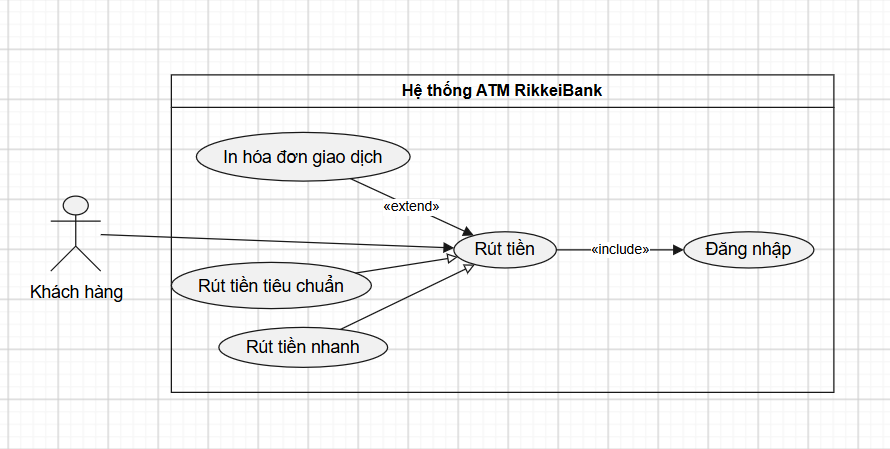 Hệ thống ATM RikkeiBank
In hóa đơn giao dịch
«extend»
Rút tiền
«include»
Đăng nhập
Khách hàng
Rút tiền tiêu chuẩn
Rút tiền nhanh